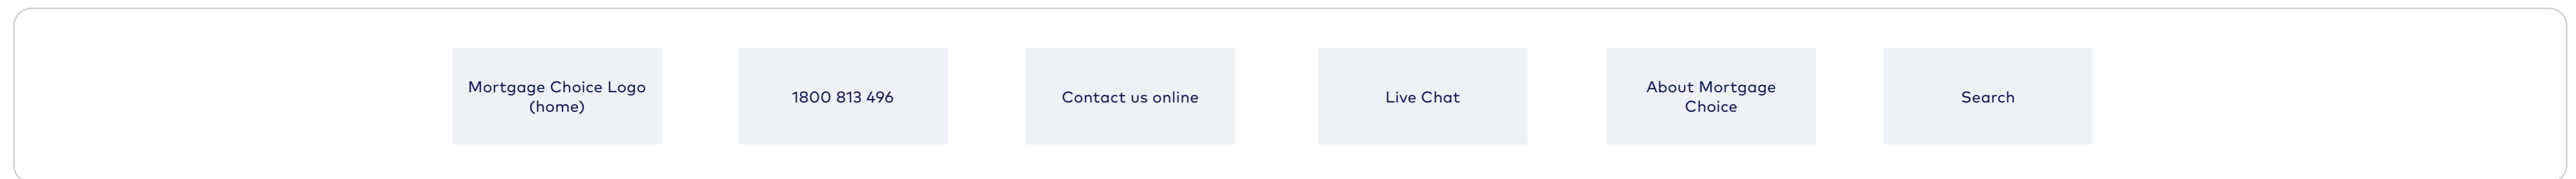 Mortgage Choice Logo
(home)
1800 813 496
Contact us online
Live Chat
About Mortgage
Choice
Search